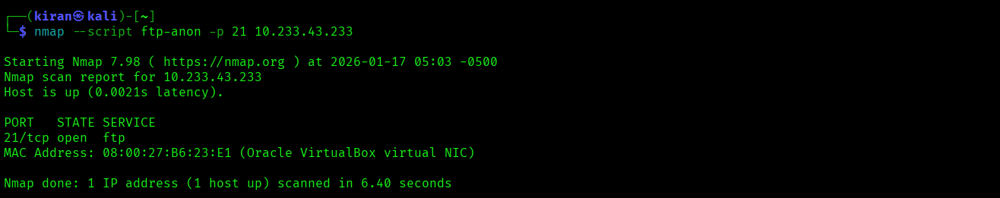 ┌──(kiran㉿kali)-[~]
└─$ nmap --script ftp-anon -p 21 10.233.43.233
Starting Nmap 7.98 ( https://nmap.org ) at 2026-01-17 05:03 -0500
Nmap scan report for 10.233.43.233
Host is up (0.0021s latency).
PORT   STATE SERVICE
21/tcp open  ftp
MAC Address: 08:00:27:B6:23:E1 (Oracle VirtualBox virtual NIC)
Nmap done: 1 IP address (1 host up) scanned in 6.40 seconds